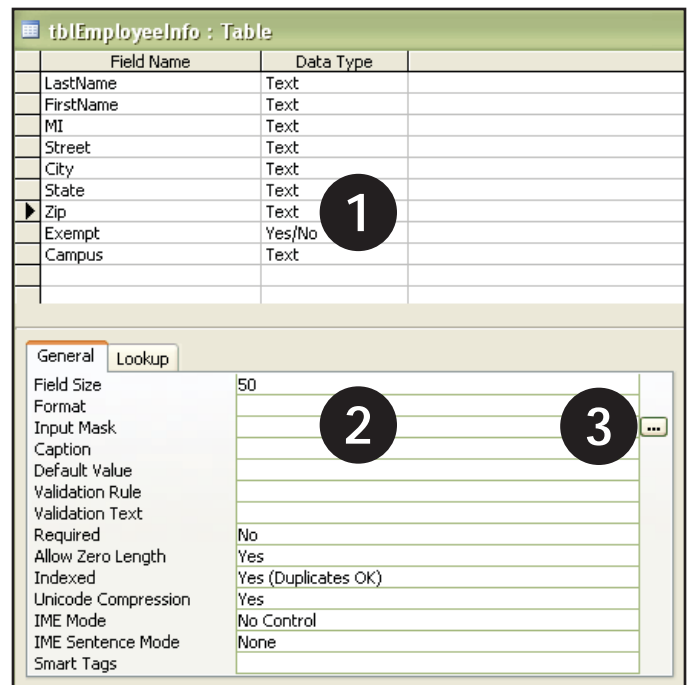 tblEmployeeInfo : Table
Field Name Data Type
LastName Text
FirstName Text
MI Text
Street Text
City Text
State Text
Zip Text
Exempt Yes/No
Campus Text
1
General Lookup
Field Size 50
Format
Input Mask 2 3 ...
Caption
Default Value
Validation Rule
Validation Text
Required No
Allow Zero Length Yes
Indexed Yes (Duplicates OK)
Unicode Compression Yes
IME Mode No Control
IME Sentence Mode None
Smart Tags